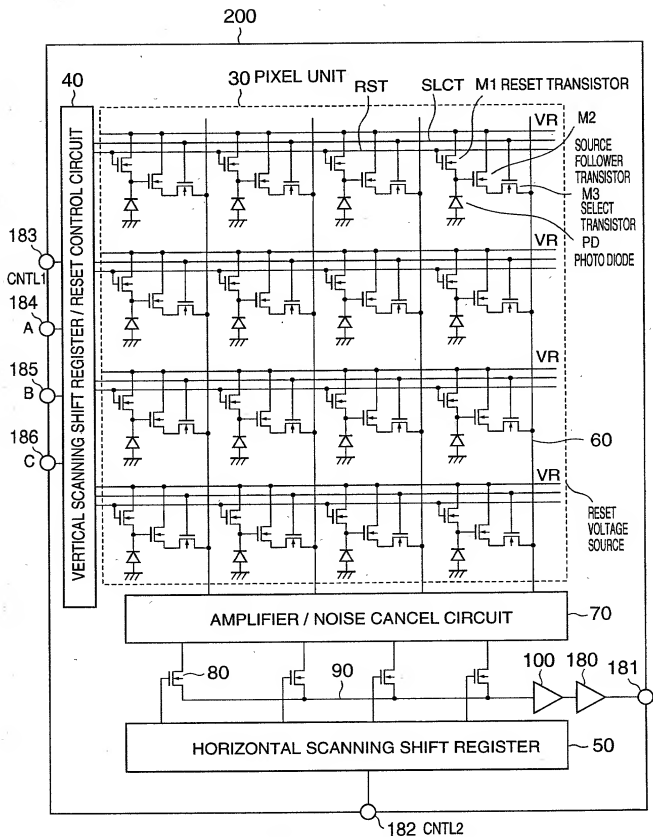 200
40
30 PIXEL UNIT
RST
SLCT
M1 RESET TRANSISTOR
VR
M2
SOURCE
FOLLOWER
TRANSISTOR
M3
SELECT
TRANSISTOR
PD
PHOTO DIODE
VERTICAL SCANNING SHIFT REGISTER / RESET CONTROL CIRCUIT
183
CNTL1
184
A
185
B
186
C
VR
VR
60
VR
RESET
VOLTAGE
SOURCE
AMPLIFIER / NOISE CANCEL CIRCUIT
70
80
90
100
180
181
HORIZONTAL SCANNING SHIFT REGISTER
50
182 CNTL2